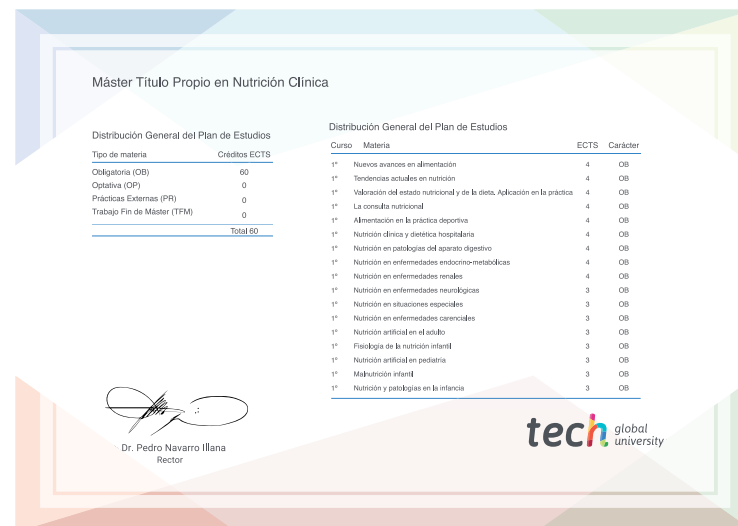 Máster Título Propio en Nutrición Clínica
Distribución General del Plan de Estudios
Tipo de materia Créditos ECTS
Obligatoria (OB) 60
Optativa (OP) 0
Prácticas Externas (PR) 0
Trabajo Fin de Máster (TFM) 0
Total 60
Distribución General del Plan de Estudios
Curso Materia ECTS Carácter
1º Nuevos avances en alimentación 4 OB
1º Tendencias actuales en nutrición 4 OB
1º Valoración del estado nutricional y de la dieta. Aplicación en la práctica 4 OB
1º La consulta nutricional 4 OB
1º Alimentación en la práctica deportiva 4 OB
1º Nutrición clínica y dietética hospitalaria 4 OB
1º Nutrición en patologías del aparato digestivo 4 OB
1º Nutrición en enfermedades endocrino-metabólicas 4 OB
1º Nutrición en enfermedades renales 4 OB
1º Nutrición en enfermedades neurológicas 3 OB
1º Nutrición en situaciones especiales 3 OB
1º Nutrición en enfermedades carenciales 3 OB
1º Nutrición artificial en el adulto 3 OB
1º Fisiología de la nutrición infantil 3 OB
1º Nutrición artificial en pediatría 3 OB
1º Malnutrición infantil 3 OB
1º Nutrición y patologías en la infancia 3 OB
Dr. Pedro Navarro Illana
Rector
tech global
university